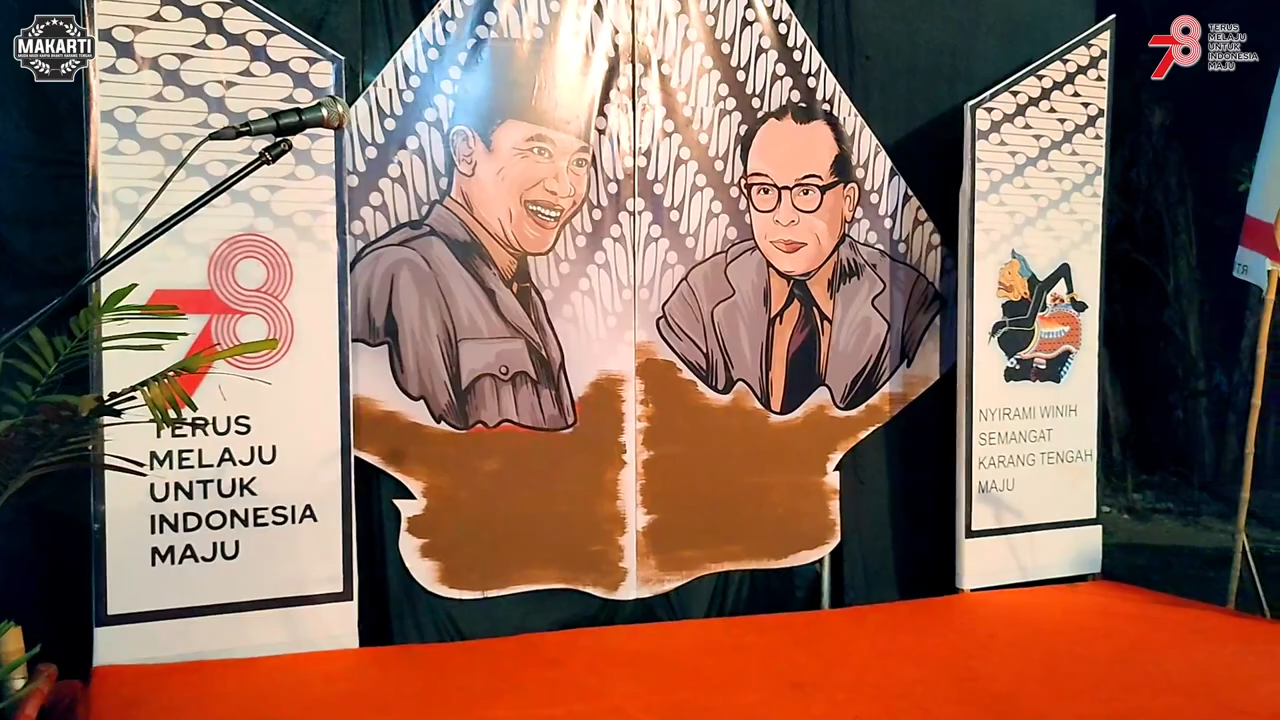 MAKARTI
78
TERUS
MELAJU
UNTUK
INDONESIA
MAJU
78
TERUS
MELAJU
UNTUK
INDONESIA
MAJU
NYIRAMI WINIH
SEMANGAT
KARANG TENGAH
MAJU